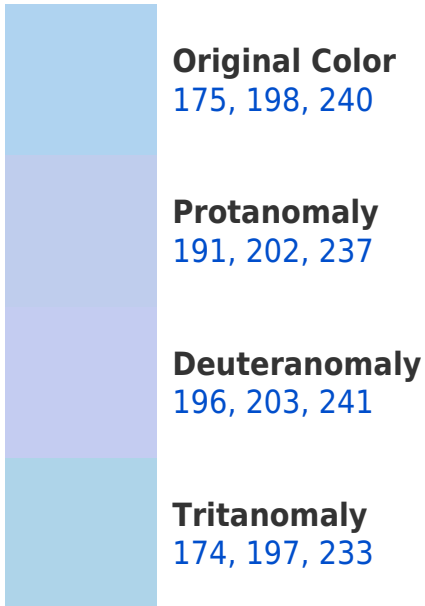 Original Color
175, 198, 240
Protanomaly
191, 202, 237
Deuteranomaly
196, 203, 241
Tritanomaly
174, 197, 233